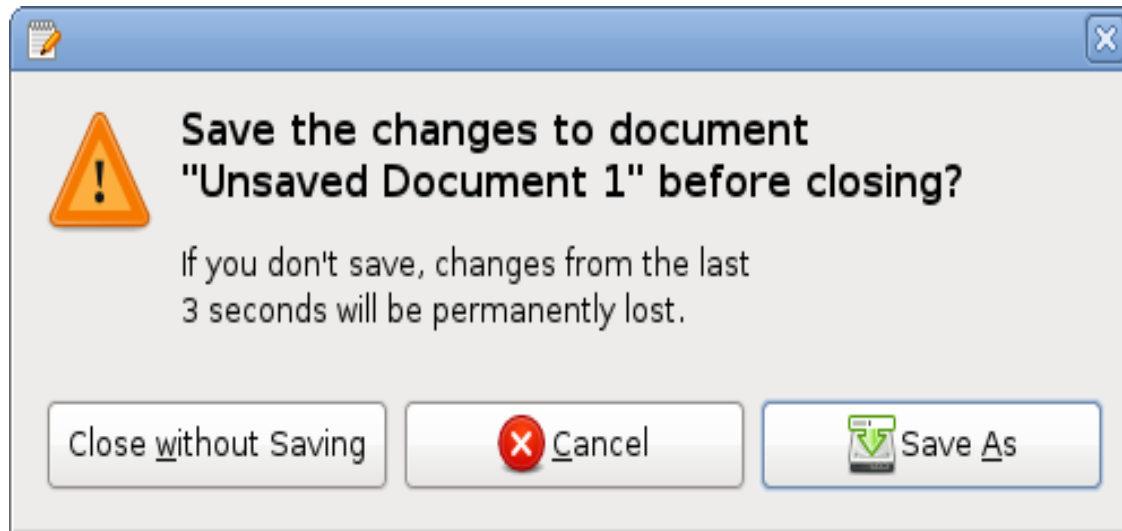 Save the changes to document
"Unsaved Document 1" before closing?
If you don't save, changes from the last
3 seconds will be permanently lost.
Close without Saving
Cancel
Save As